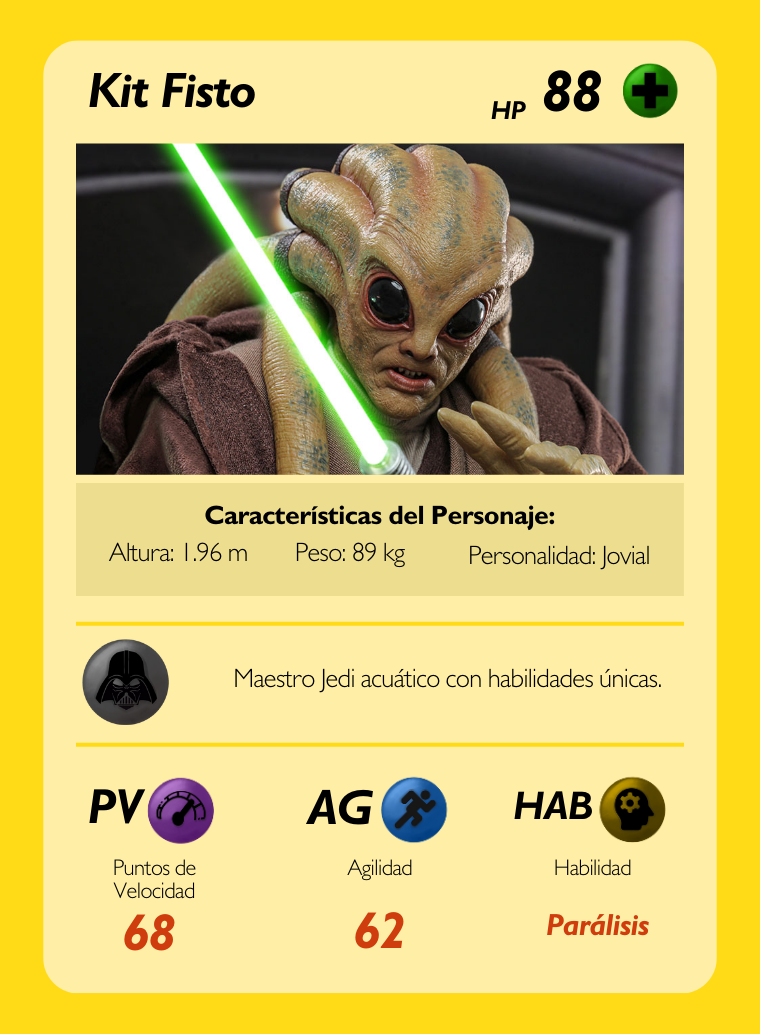 Kit Fisto
HP 88
Características del Personaje:
Altura: 1.96 m Peso: 89 kg Personalidad: Jovial
Maestro Jedi acuático con habilidades únicas.
PV AG HAB
Puntos de
Velocidad
Agilidad
Habilidad
68 62 Parálisis